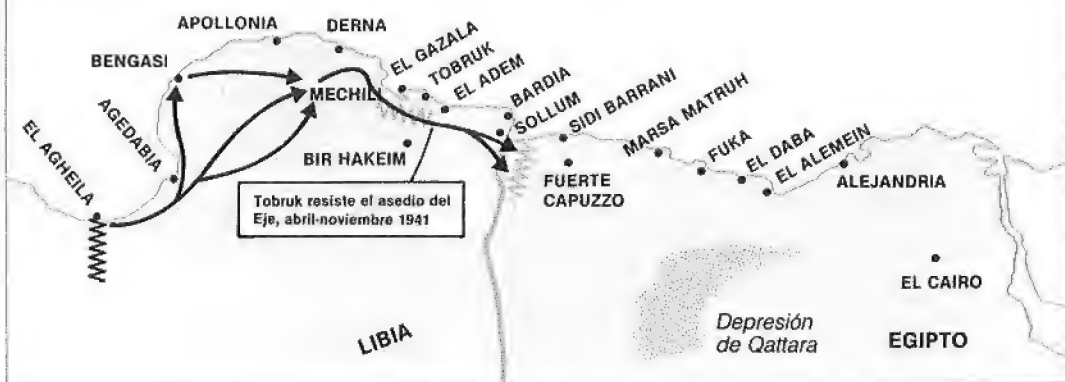 APOLLONIA
DERNA
BENGASI
EL GAZALA
TOBRUK
EL ADEM
BARDIA
SOLLUM
SIDI BARRANI
MARSA MATRUH
FUKA
EL DABA
EL ALEMEIN
ALEJANDRIA
MECHILI
AGEDABIA
EL AGHEILA
BIR HAKEIM
FUERTE
CAPUZZO
Tobruk resiste el asedio del
Eje, abril-noviembre 1941
EL CAIRO
LIBIA
Depresión
de Qattara
EGIPTO